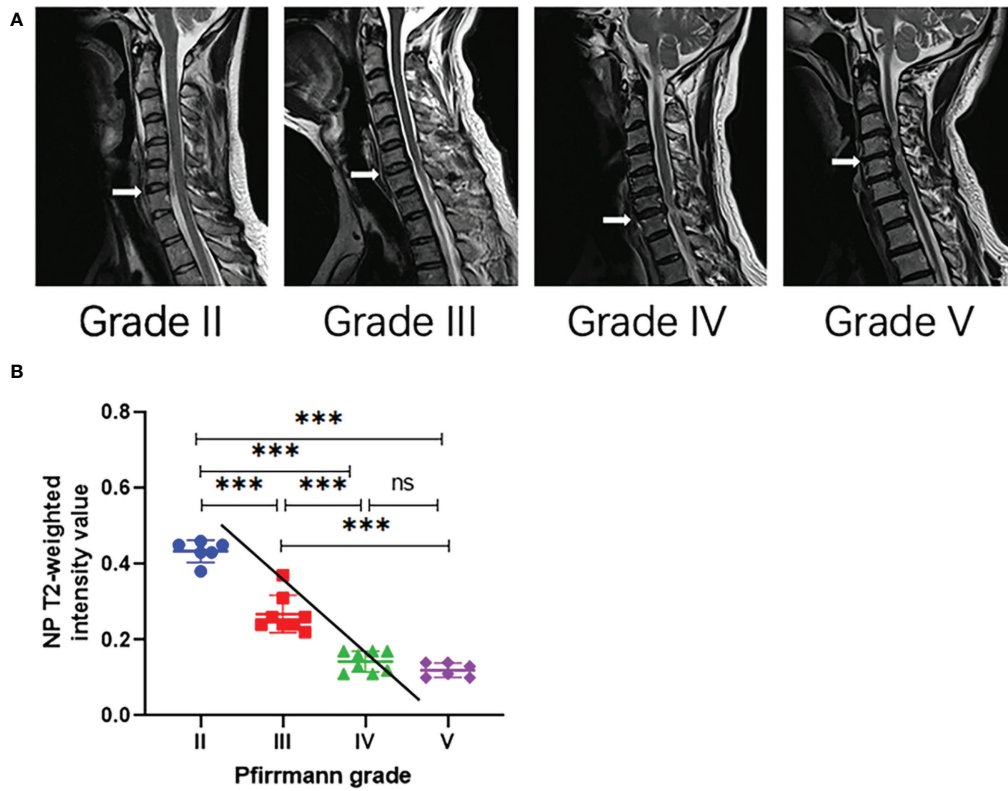 A
Grade II
Grade III
Grade IV
Grade V
B
NP T2-weighted
intensity value
0.8
0.6
0.4
0.2
0.0
***
***
***
***
ns
***
II
III
IV
V
Pfirrmann grade